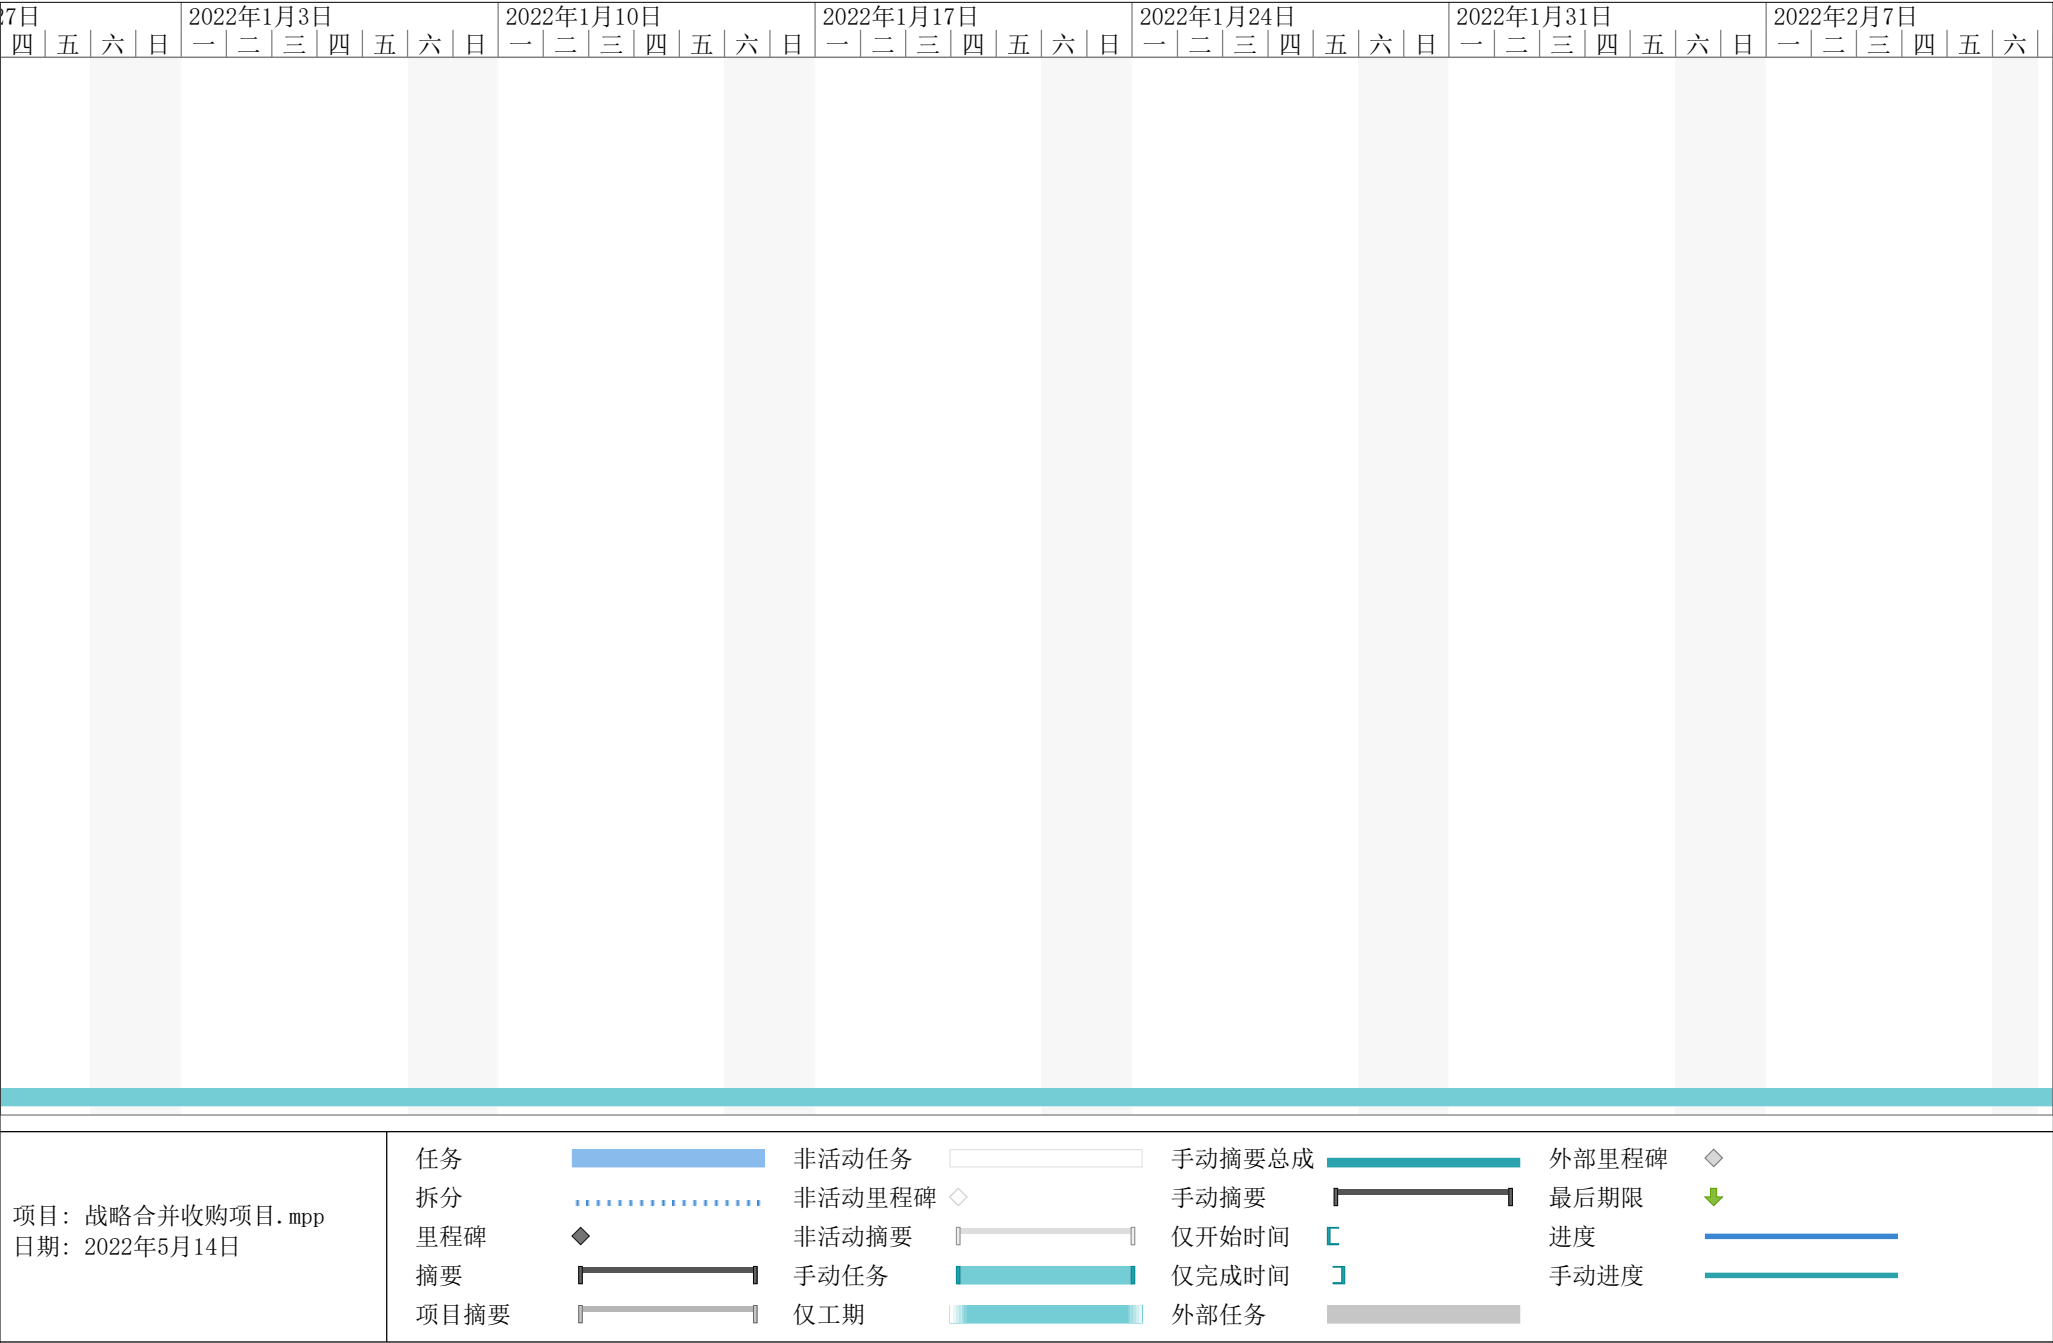 27日 2022年1月3日 2022年1月10日 2022年1月17日 2022年1月24日 2022年1月31日 2022年2月7日
四 五 六 日 一 二 三 四 五 六 日 一 二 三 四 五 六 日 一 二 三 四 五 六 日 一 二 三 四 五 六 日 一 二 三 四 五 六 日 一 二 三 四 五 六
项目: 战略合并收购项目.mpp
日期: 2022年5月14日
任务 非活动任务 手动摘要总成 外部里程碑
拆分 非活动里程碑 手动摘要 最后期限
里程碑 非活动摘要 仅开始时间 进度
摘要 手动任务 仅完成时间 手动进度
项目摘要 仅工期 外部任务